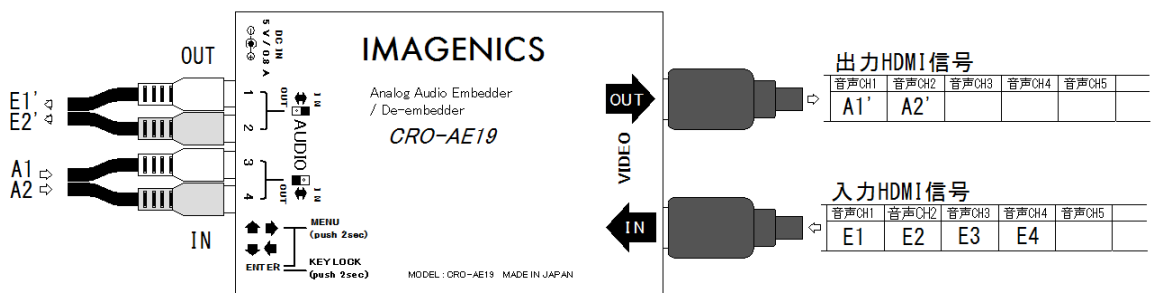 OUT
E1'
E2'
A1
A2
IN
DC IN
5 V / 0.8 A
1
2
3
4
IN
OUT
AUDIO
IN
OUT
MENU
(push 2sec)
ENTER
KEY LOCK
(push 2sec)
IMAGENICS
Analog Audio Embedder
/ De-embedder
CRO-AE19
MODEL : CRO-AE19 MADE IN JAPAN
OUT
VIDEO
IN
出力HDMI信号
音声CH1 音声CH2 音声CH3 音声CH4 音声CH5
A1' A2'
入力HDMI信号
音声CH1 音声CH2 音声CH3 音声CH4 音声CH5
E1 E2 E3 E4